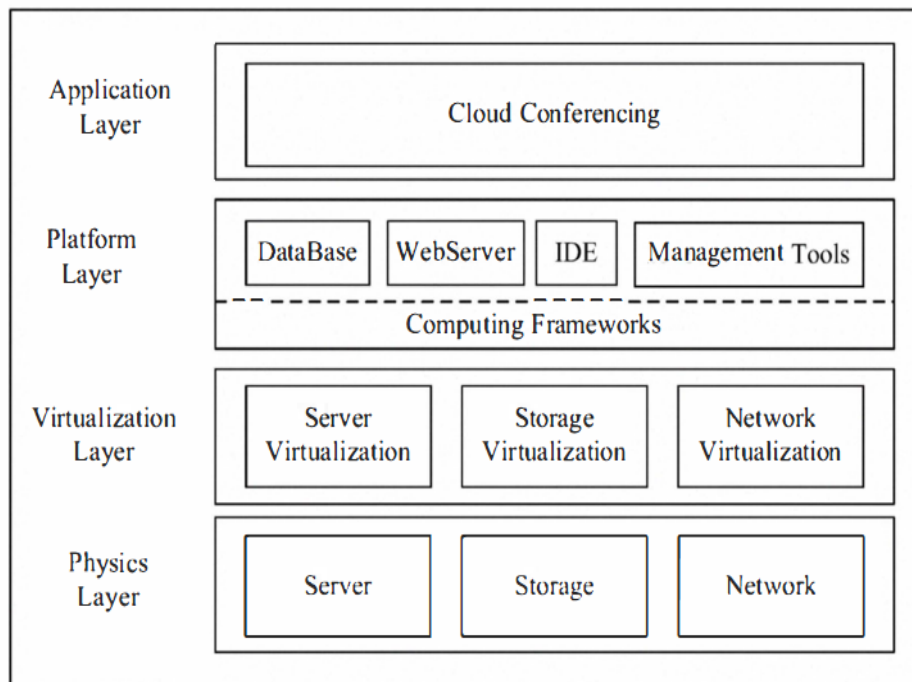 Application
Layer
Cloud Conferencing
Platform
Layer
DataBase
WebServer
IDE
Management Tools
Computing Frameworks
Virtualization
Layer
Server
Virtualization
Storage
Virtualization
Network
Virtualization
Physics
Layer
Server
Storage
Network